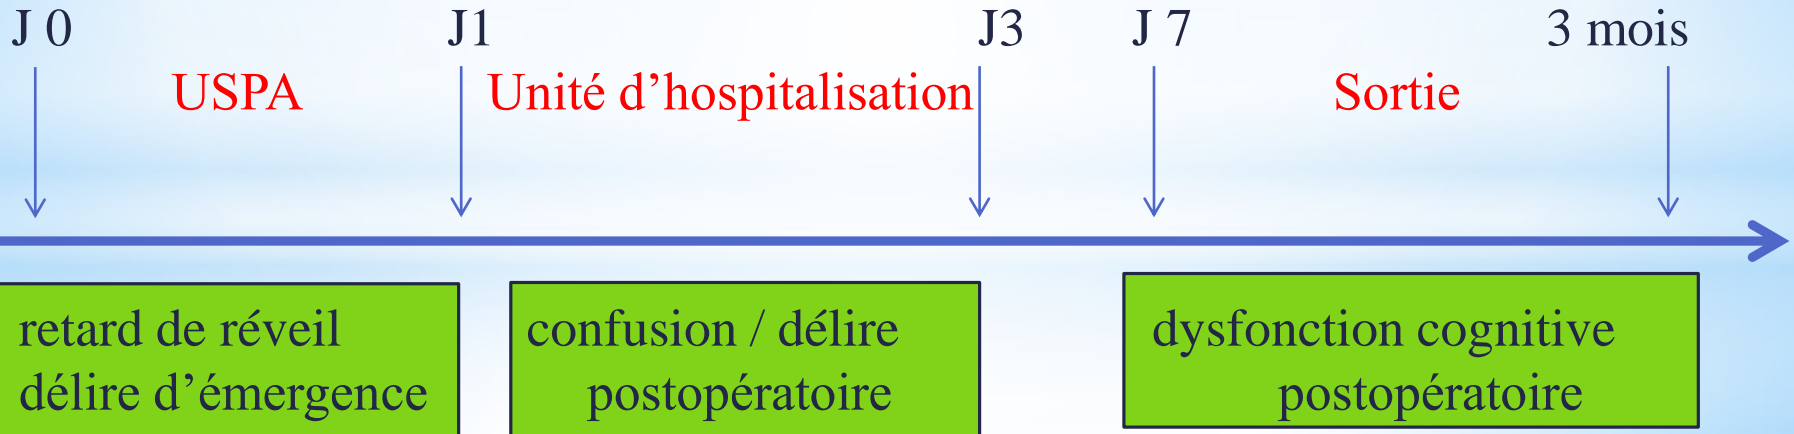 J 0 J1 J3 J 7 3 mois
USPA Unité d’hospitalisation Sortie
retard de réveil
délire d’émergence
confusion / délire
postopératoire
dysfonction cognitive
postopératoire